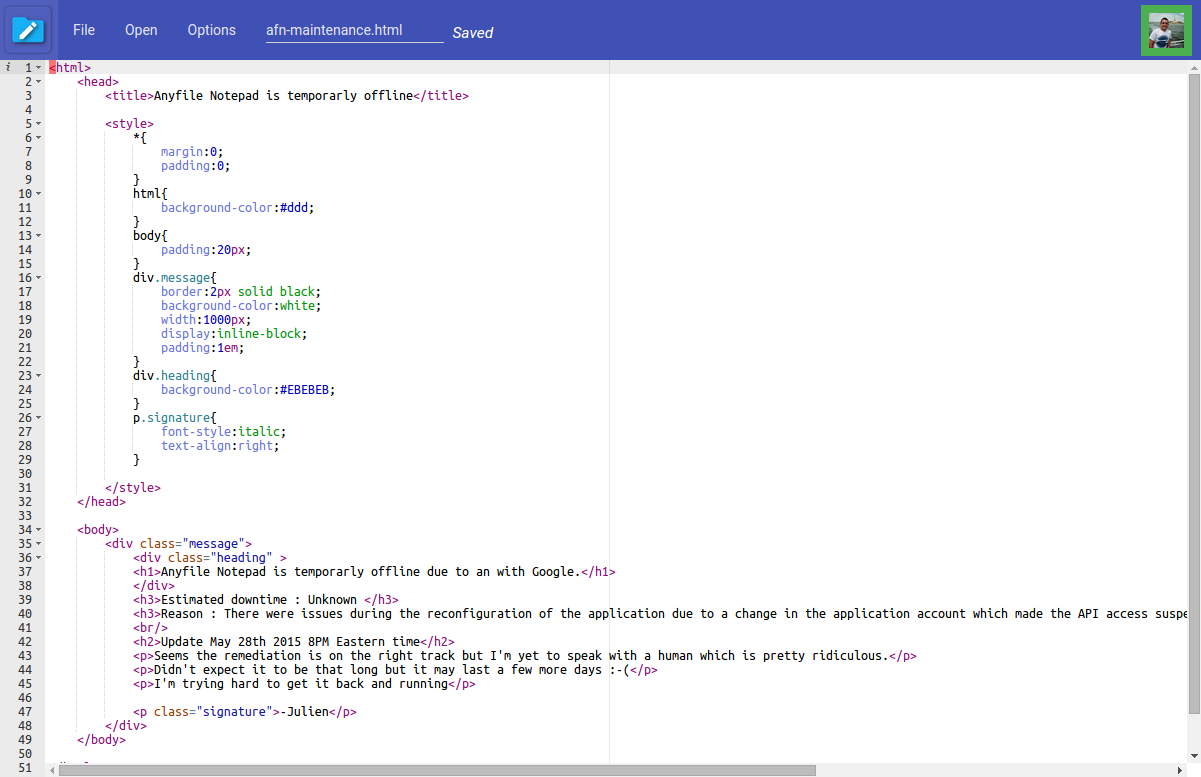 File Open Options afn-maintenance.html Saved
i 1 <html>
2 <head>
3 <title>Anyfile Notepad is temporarly offline</title>
4
5 <style>
6 *{
7 margin:0;
8 padding:0;
9 }
10 html{
11 background-color:#ddd;
12 }
13 body{
14 padding:20px;
15 }
16 div.message{
17 border:2px solid black;
18 background-color:white;
19 width:1000px;
20 display:inline-block;
21 padding:1em;
22 }
23 div.heading{
24 background-color:#EBEBEB;
25 }
26 p.signature{
27 font-style:italic;
28 text-align:right;
29 }
30
31 </style>
32 </head>
33
34 <body>
35 <div class="message">
36 <div class="heading" >
37 <h1>Anyfile Notepad is temporarly offline due to an with Google.</h1>
38 </div>
39 <h3>Estimated downtime : Unknown </h3>
40 <h3>Reason : There were issues during the reconfiguration of the application due to a change in the application account which made the API access suspe
41 <br/>
42 <h2>Update May 28th 2015 8PM Eastern time</h2>
43 <p>Seems the remediation is on the right track but I'm yet to speak with a human which is pretty ridiculous.</p>
44 <p>Didn't expect it to be that long but it may last a few more days :-(</p>
45 <p>I'm trying hard to get it back and running</p>
46
47 <p class="signature">-Julien</p>
48 </div>
49 </body>
50
51